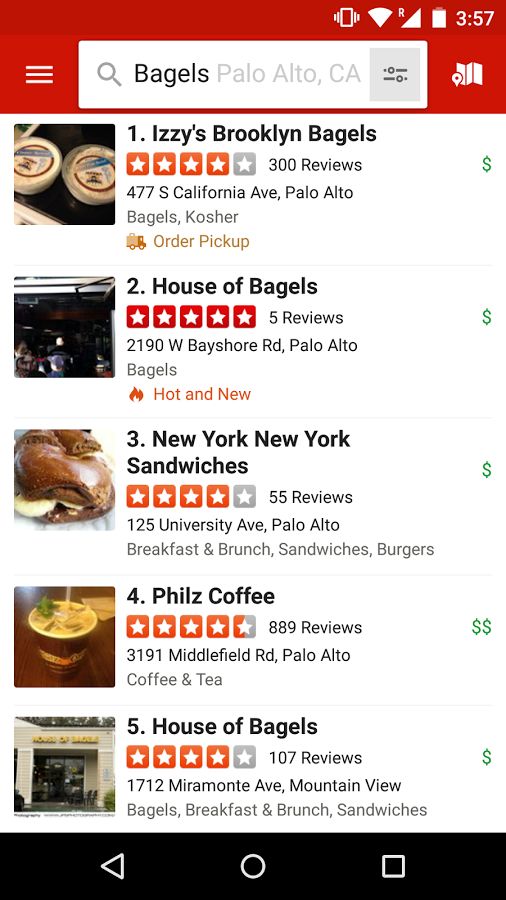 R
3:57
Bagels Palo Alto, CA
1. Izzy's Brooklyn Bagels
300 Reviews $
477 S California Ave, Palo Alto
Bagels, Kosher
Order Pickup
2. House of Bagels
5 Reviews $
2190 W Bayshore Rd, Palo Alto
Bagels
Hot and New
3. New York New York
Sandwiches
$
55 Reviews
125 University Ave, Palo Alto
Breakfast & Brunch, Sandwiches, Burgers
4. Philz Coffee
889 Reviews $$
3191 Middlefield Rd, Palo Alto
Coffee & Tea
5. House of Bagels
HOUSE OF BAGELS
107 Reviews $
1712 Miramonte Ave, Mountain View
Bagels, Breakfast & Brunch, Sandwiches